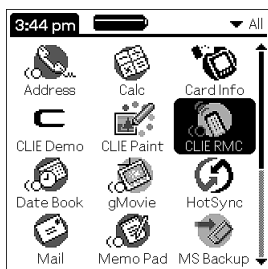 3:44 pm All
Address Calc Card Info
CLIE Demo CLIE Paint CLIE RMC
Date Book gMovie HotSync
Mail Memo Pad MS Backup